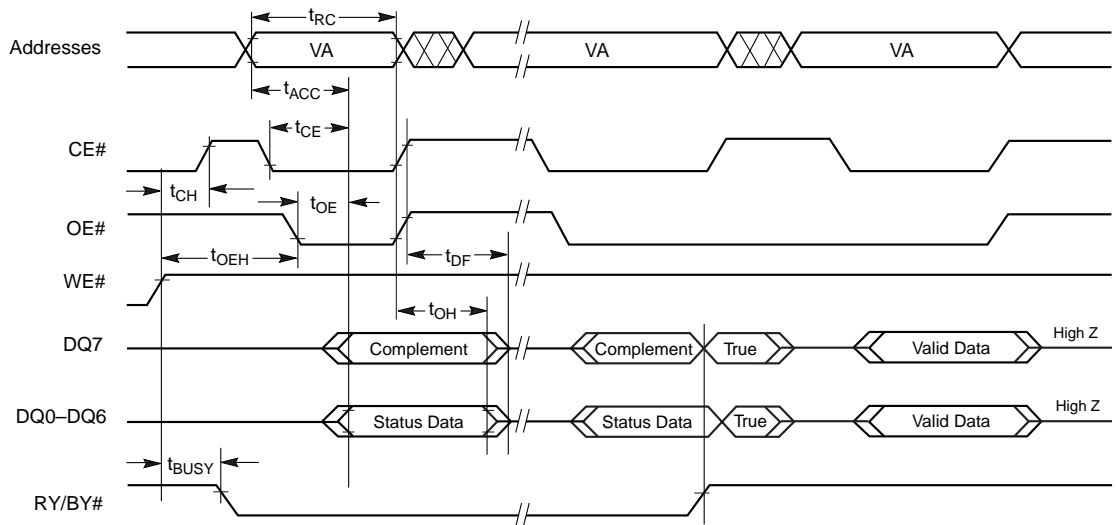 tRC
Addresses VA VA VA
tACC
tCE
CE#
tCH tOE
OE#
tOEH tDF
WE#
tOH
DQ7 Complement Complement True Valid Data High Z
DQ0–DQ6 Status Data Status Data True Valid Data High Z
tBUSY
RY/BY#